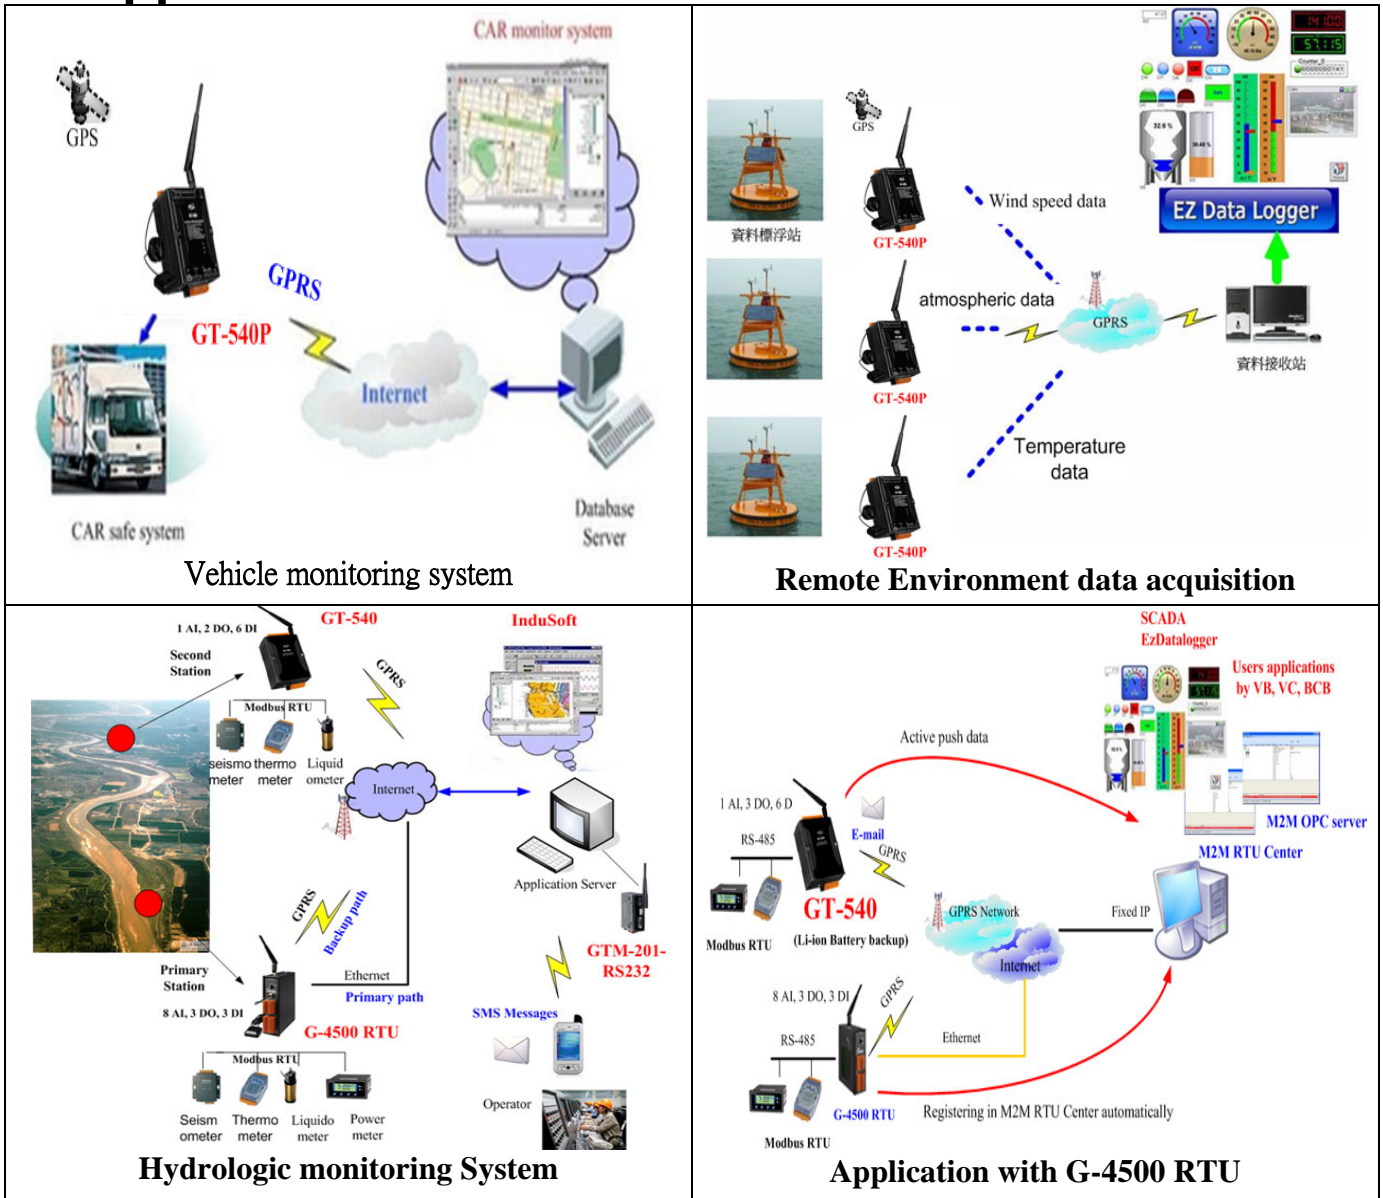 CAR monitor system
GPS
GPRS
GT-540P
Internet
CAR safe system
Database
Server
Vehicle monitoring system
GPS
資料標浮站
GT-540P
Wind speed data
atmospheric data
GT-540P
GPRS
Temperature
data
GT-540P
Counter_0
32.6 %
EZ Data Logger
資料接收站
Remote Environment data acquisition
GT-540
1 AI, 2 DO, 6 DI
Second
Station
GPRS
Modbus RTU
seismo
meter
thermo
meter
Liquid
ometer
InduSoft
Internet
Application Server
GPRS
Backup path
Ethernet
Primary path
Primary
Station
8 AI, 3 DO, 3 DI
G-4500 RTU
Modbus RTU
Seism
ometer
Thermo
meter
Liquido
meter
Power
meter
GTM-201-
RS232
SMS Messages
Operator
Hydrologic monitoring System
SCADA
EzDatalogger
Users applications
by VB, VC, BCB
Active push data
1 AI, 3 DO, 6 D
RS-485
E-mail
GPRS
GT-540
(Li-ion Battery backup)
Modbus RTU
M2M OPC server
M2M RTU Center
GPRS Network
Internet
Fixed IP
8 AI, 3 DO, 3 DI
RS-485
GPRS
Ethernet
G-4500 RTU
Modbus RTU
Registering in M2M RTU Center automatically
Application with G-4500 RTU